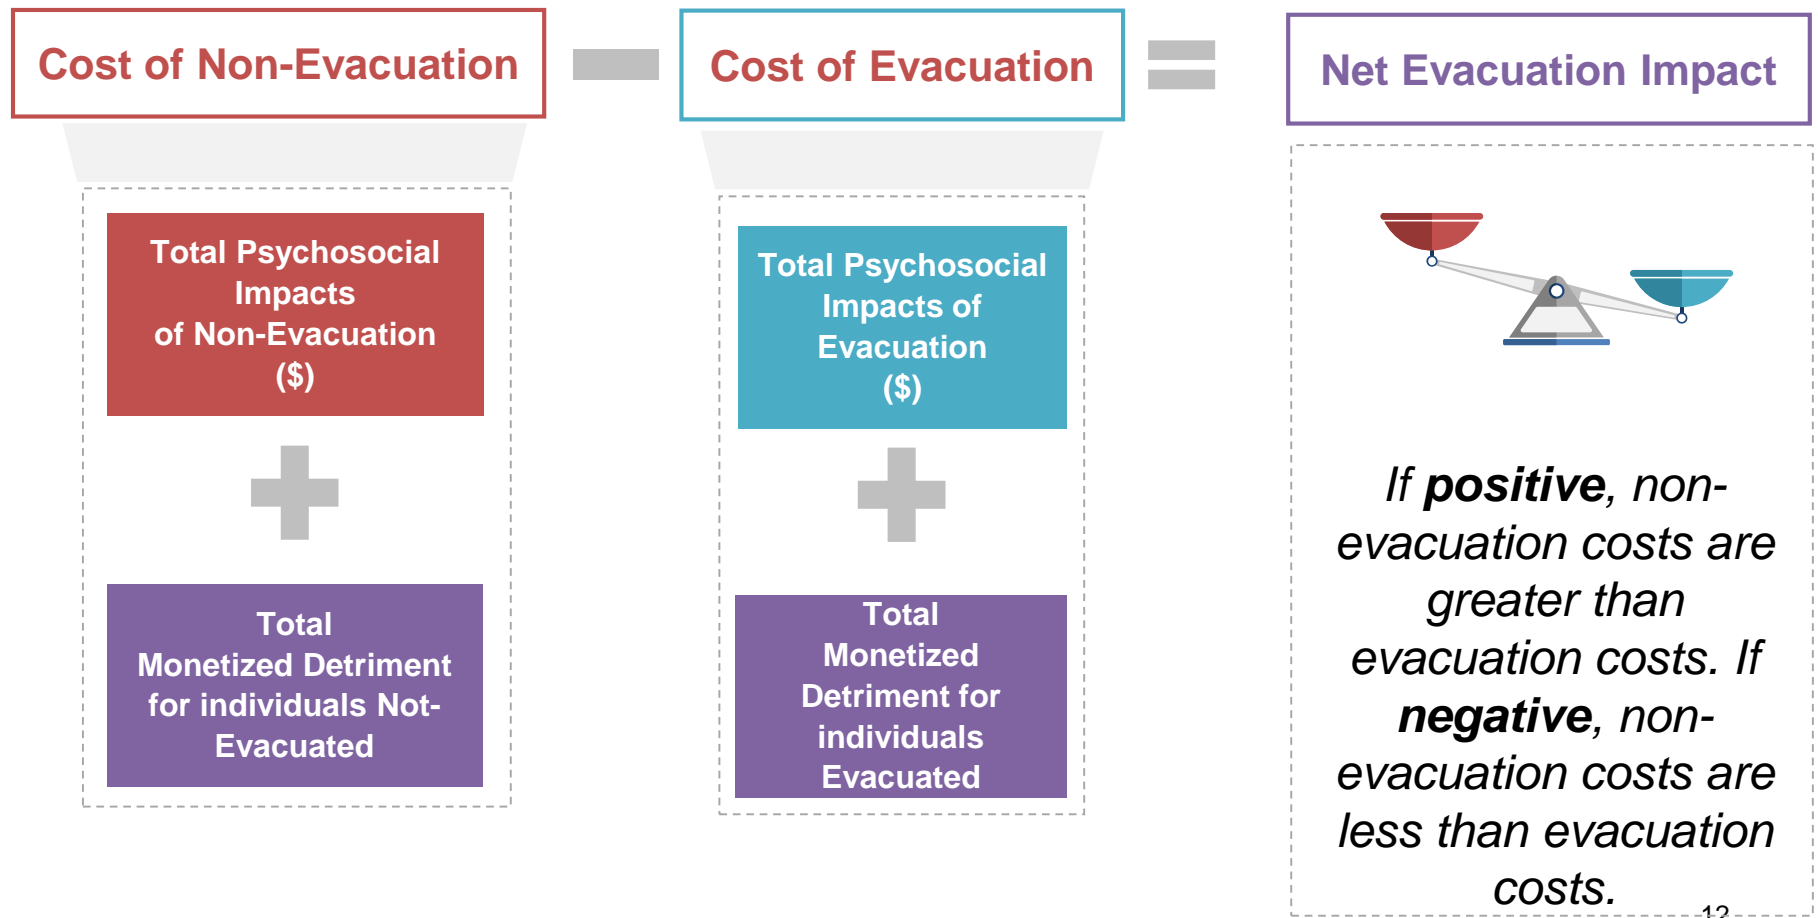 Cost of Non-Evacuation
Cost of Evacuation
Net Evacuation Impact
Total Psychosocial
Impacts
of Non-Evacuation
($)
Total
Monetized Detriment
for individuals Not-
Evacuated
Total Psychosocial
Impacts of
Evacuation
($)
Total
Monetized
Detriment for
individuals
Evacuated
If positive, non-
evacuation costs are
greater than
evacuation costs. If
negative, non-
evacuation costs are
less than evacuation
costs.
12